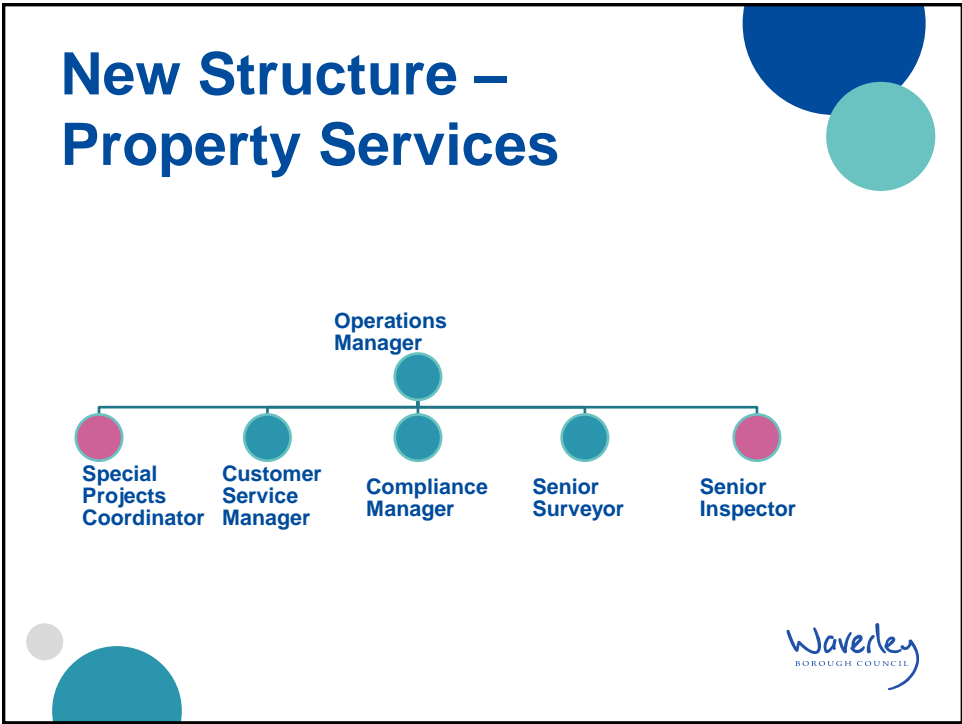 New Structure –
Property Services
Operations
Manager
Special
Projects
Coordinator
Customer
Service
Manager
Compliance
Manager
Senior
Surveyor
Senior
Inspector
Waverley
BOROUGH COUNCIL